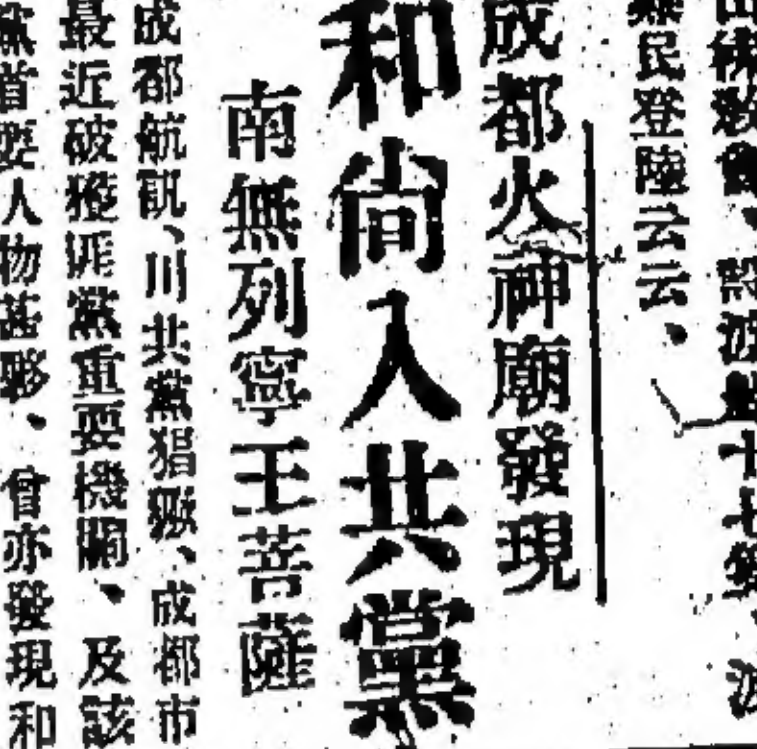 難民登陸云云、
成都火神廟發現
和尚入共黨
南無列寧王菩薩
成都航訊、川共黨猖獗、成都市
最近破獲匪黨重要機關、及該
黨首要人物甚夥、曾亦發現和